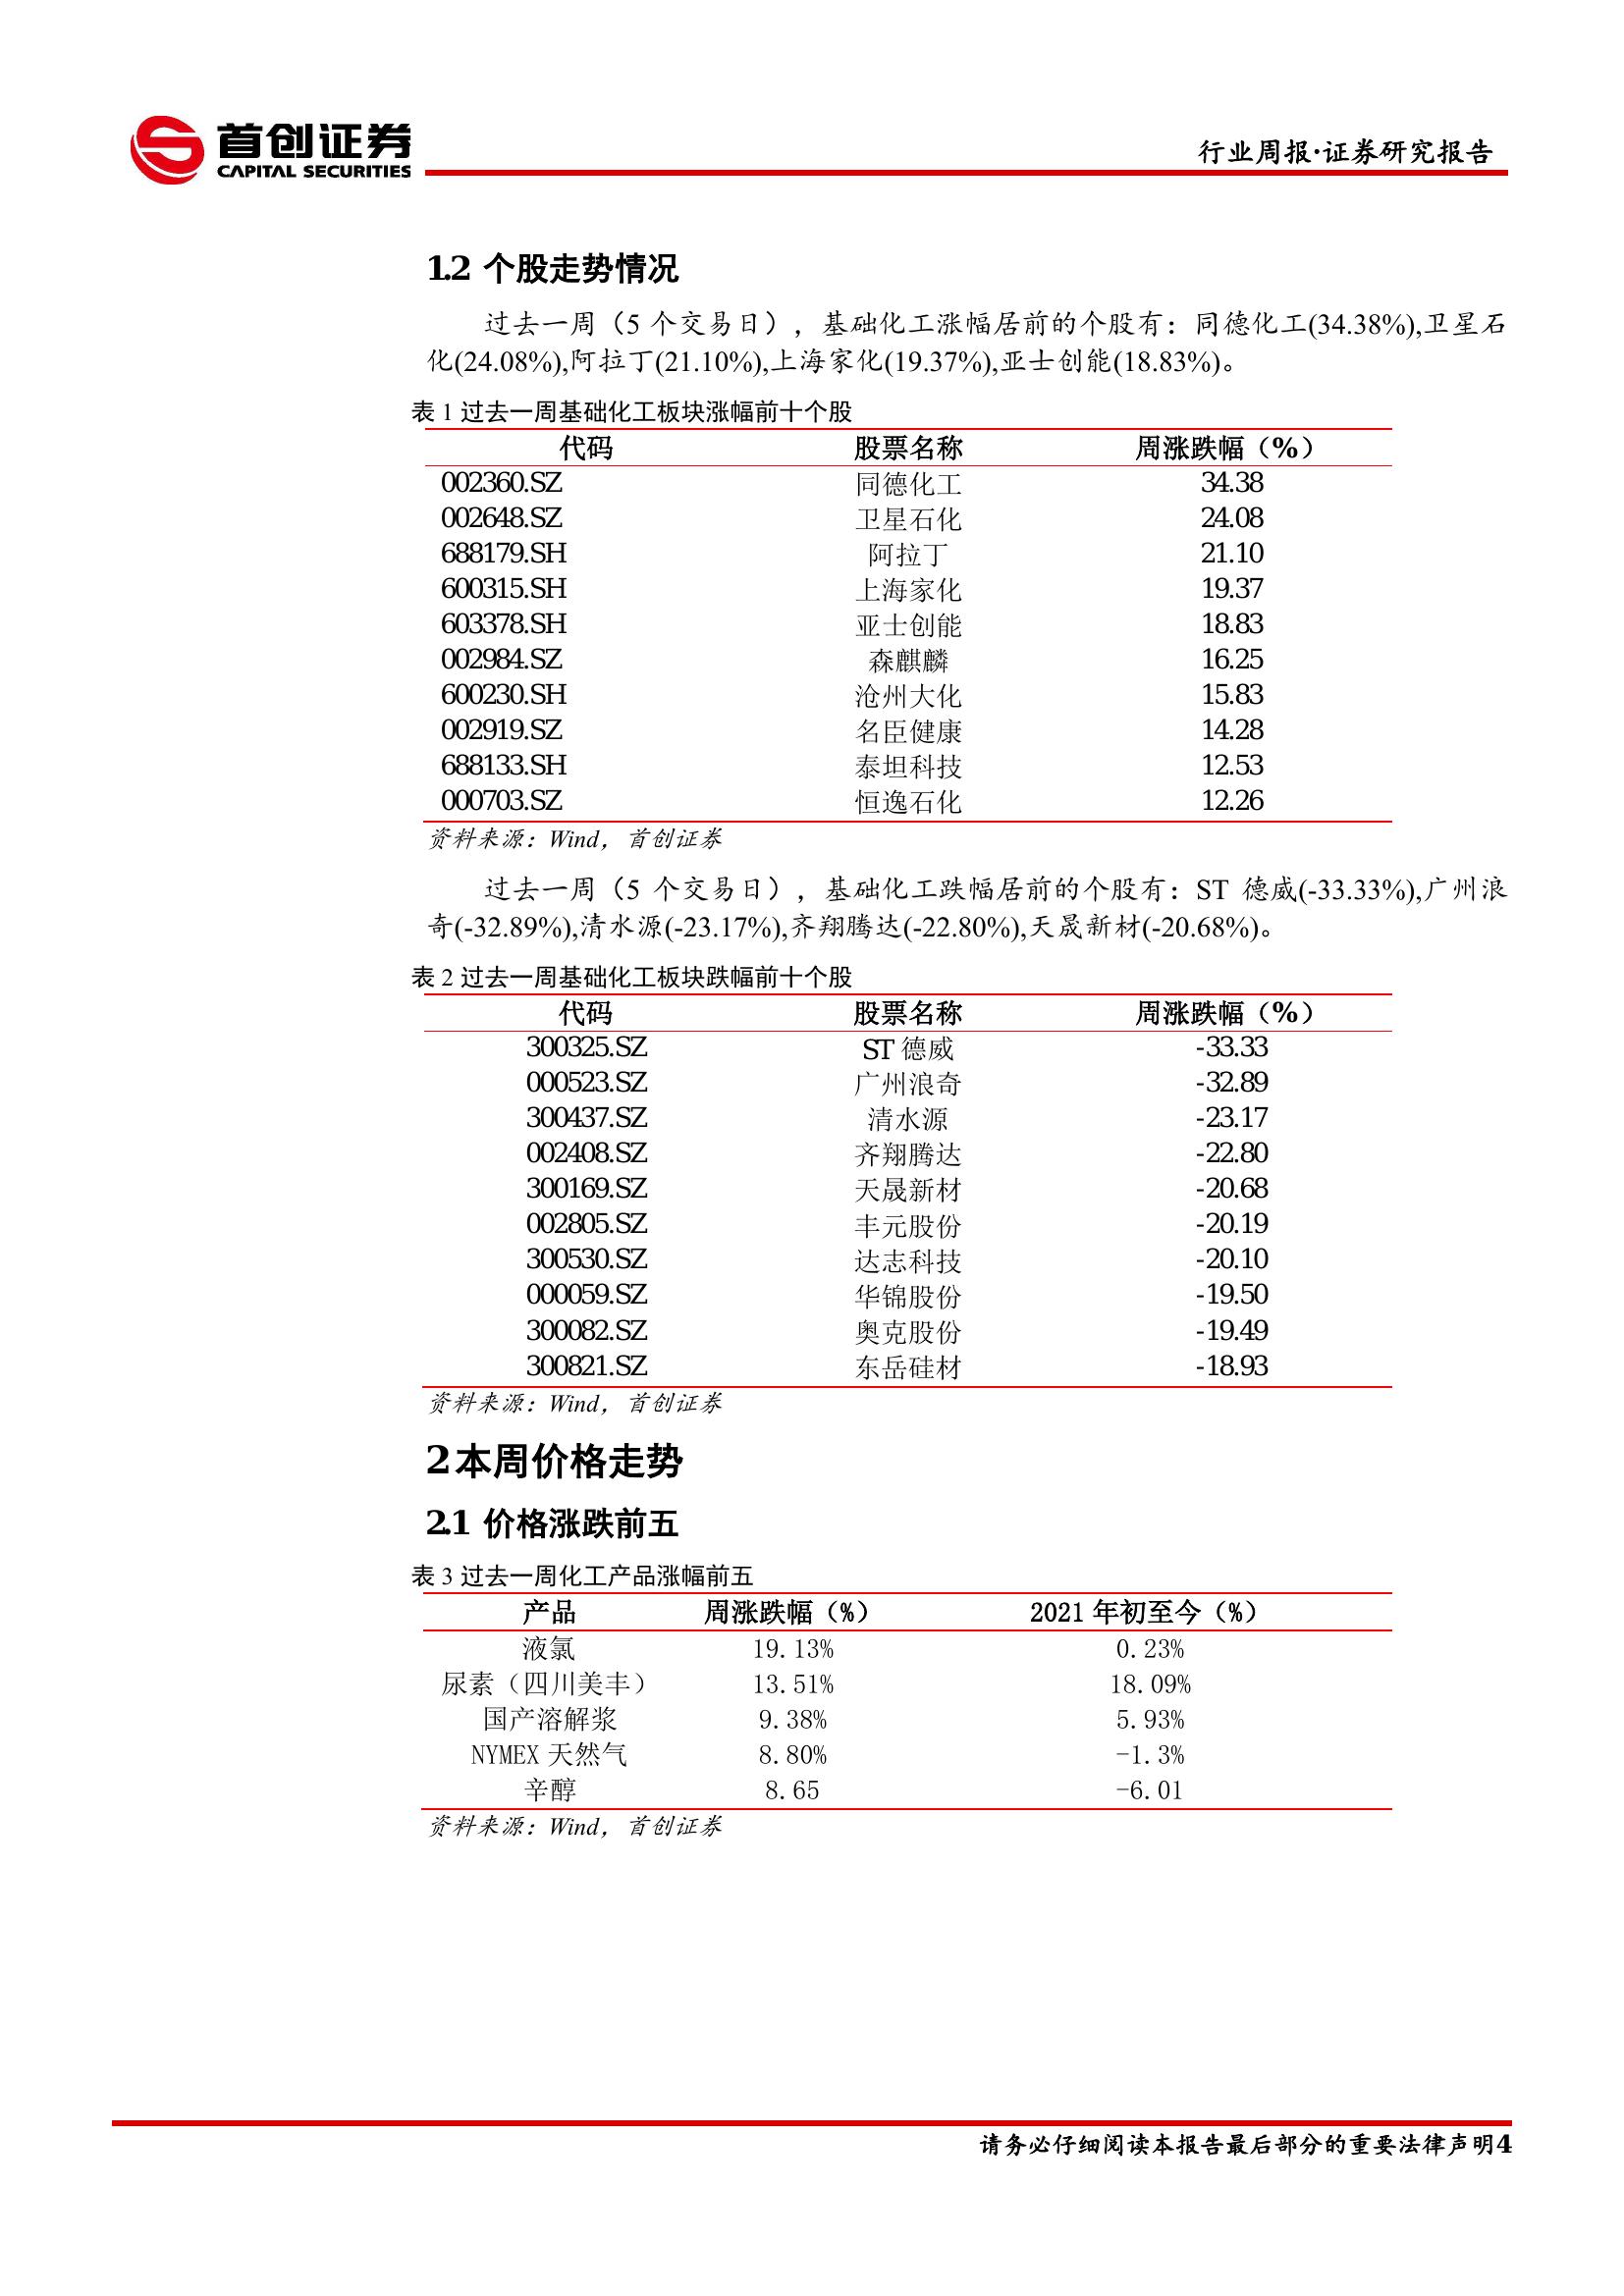 首创证券
CAPITAL SECURITIES
行业周报·证券研究报告
1.2 个股走势情况
过去一周（5 个交易日），基础化工涨幅居前的个股有：同德化工(34.38%),卫星石
化(24.08%),阿拉丁(21.10%),上海家化(19.37%),亚士创能(18.83%)。
表 1 过去一周基础化工板块涨幅前十个股
代码 股票名称 周涨跌幅（%）
002360.SZ 同德化工 34.38
002648.SZ 卫星石化 24.08
688179.SH 阿拉丁 21.10
600315.SH 上海家化 19.37
603378.SH 亚士创能 18.83
002984.SZ 森麒麟 16.25
600230.SH 沧州大化 15.83
002919.SZ 名臣健康 14.28
688133.SH 泰坦科技 12.53
000703.SZ 恒逸石化 12.26
资料来源：Wind，首创证券
过去一周（5 个交易日），基础化工跌幅居前的个股有：ST 德威(-33.33%),广州浪
奇(-32.89%),清水源(-23.17%),齐翔腾达(-22.80%),天晟新材(-20.68%)。
表 2 过去一周基础化工板块跌幅前十个股
代码 股票名称 周涨跌幅（%）
300325.SZ ST 德威 -33.33
000523.SZ 广州浪奇 -32.89
300437.SZ 清水源 -23.17
002408.SZ 齐翔腾达 -22.80
300169.SZ 天晟新材 -20.68
002805.SZ 丰元股份 -20.19
300530.SZ 达志科技 -20.10
000059.SZ 华锦股份 -19.50
300082.SZ 奥克股份 -19.49
300821.SZ 东岳硅材 -18.93
资料来源：Wind，首创证券
2 本周价格走势
2.1 价格涨跌前五
表 3 过去一周化工产品涨幅前五
产品 周涨跌幅（%） 2021 年初至今（%）
液氯 19.13% 0.23%
尿素（四川美丰） 13.51% 18.09%
国产溶解浆 9.38% 5.93%
NYMEX 天然气 8.80% -1.3%
辛醇 8.65 -6.01
资料来源：Wind，首创证券
请务必仔细阅读本报告最后部分的重要法律声明4